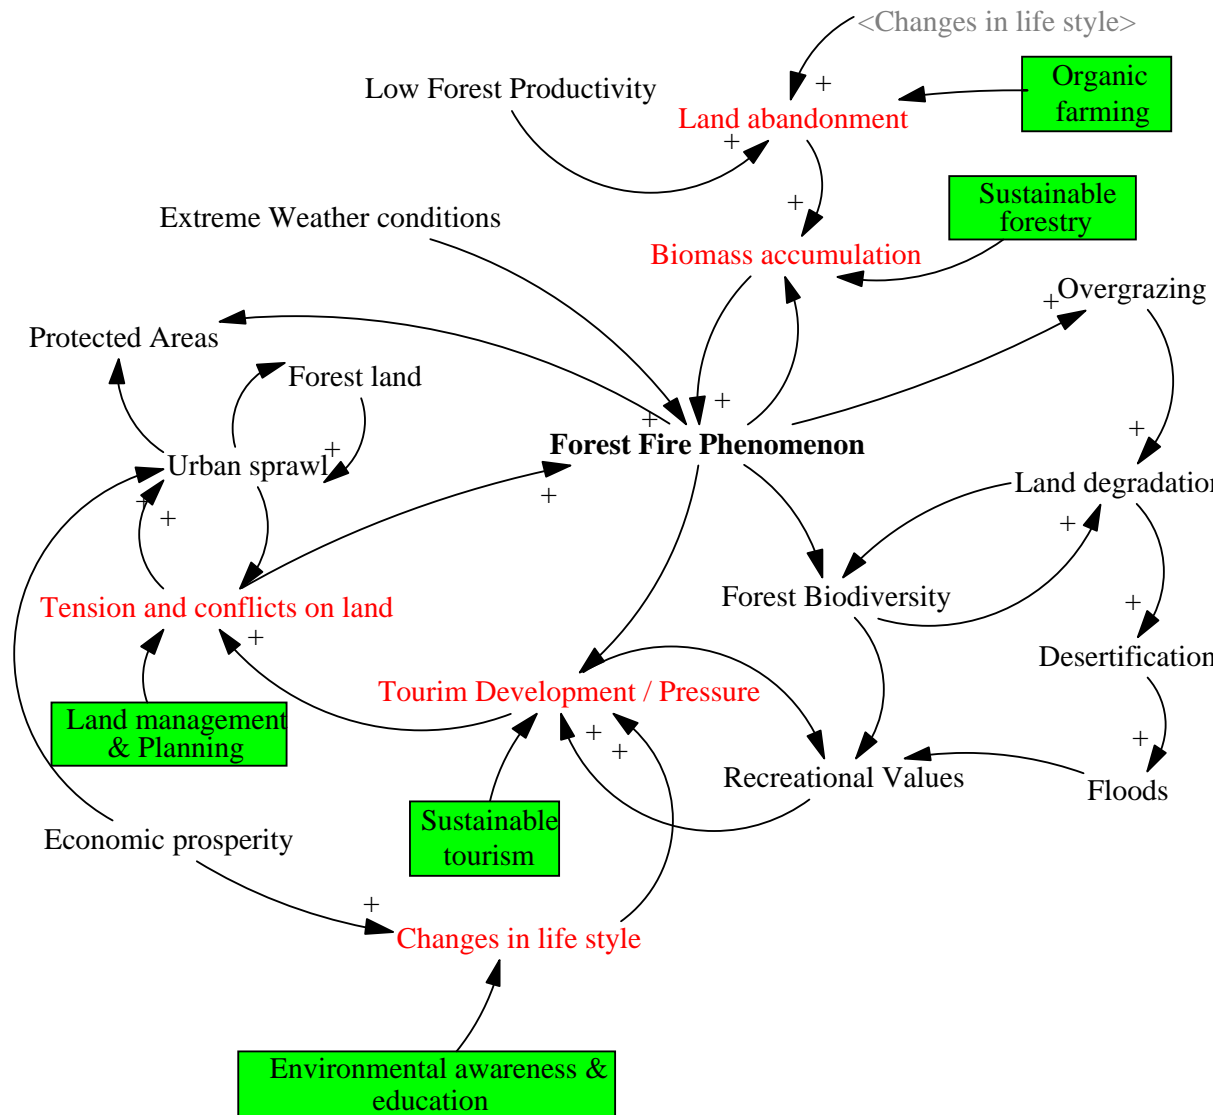 <Changes in life style>
Low Forest Productivity
+
Organic
farming
Land abandonment
+
+
Sustainable
forestry
Extreme Weather conditions
Biomass accumulation
Overgrazing
+
Protected Areas
Forest land
+
+
+
Forest Fire Phenomenon
+
Urban sprawl
+
Land degradation
+
+
+
+
Forest Biodiversity
Tension and conflicts on land
+
+
Desertification
Tourim Development / Pressure
Land management
& Planning
+
+
+
Recreational Values
Floods
Sustainable
tourism
Economic prosperity
+
Changes in life style
Environmental awareness &
education